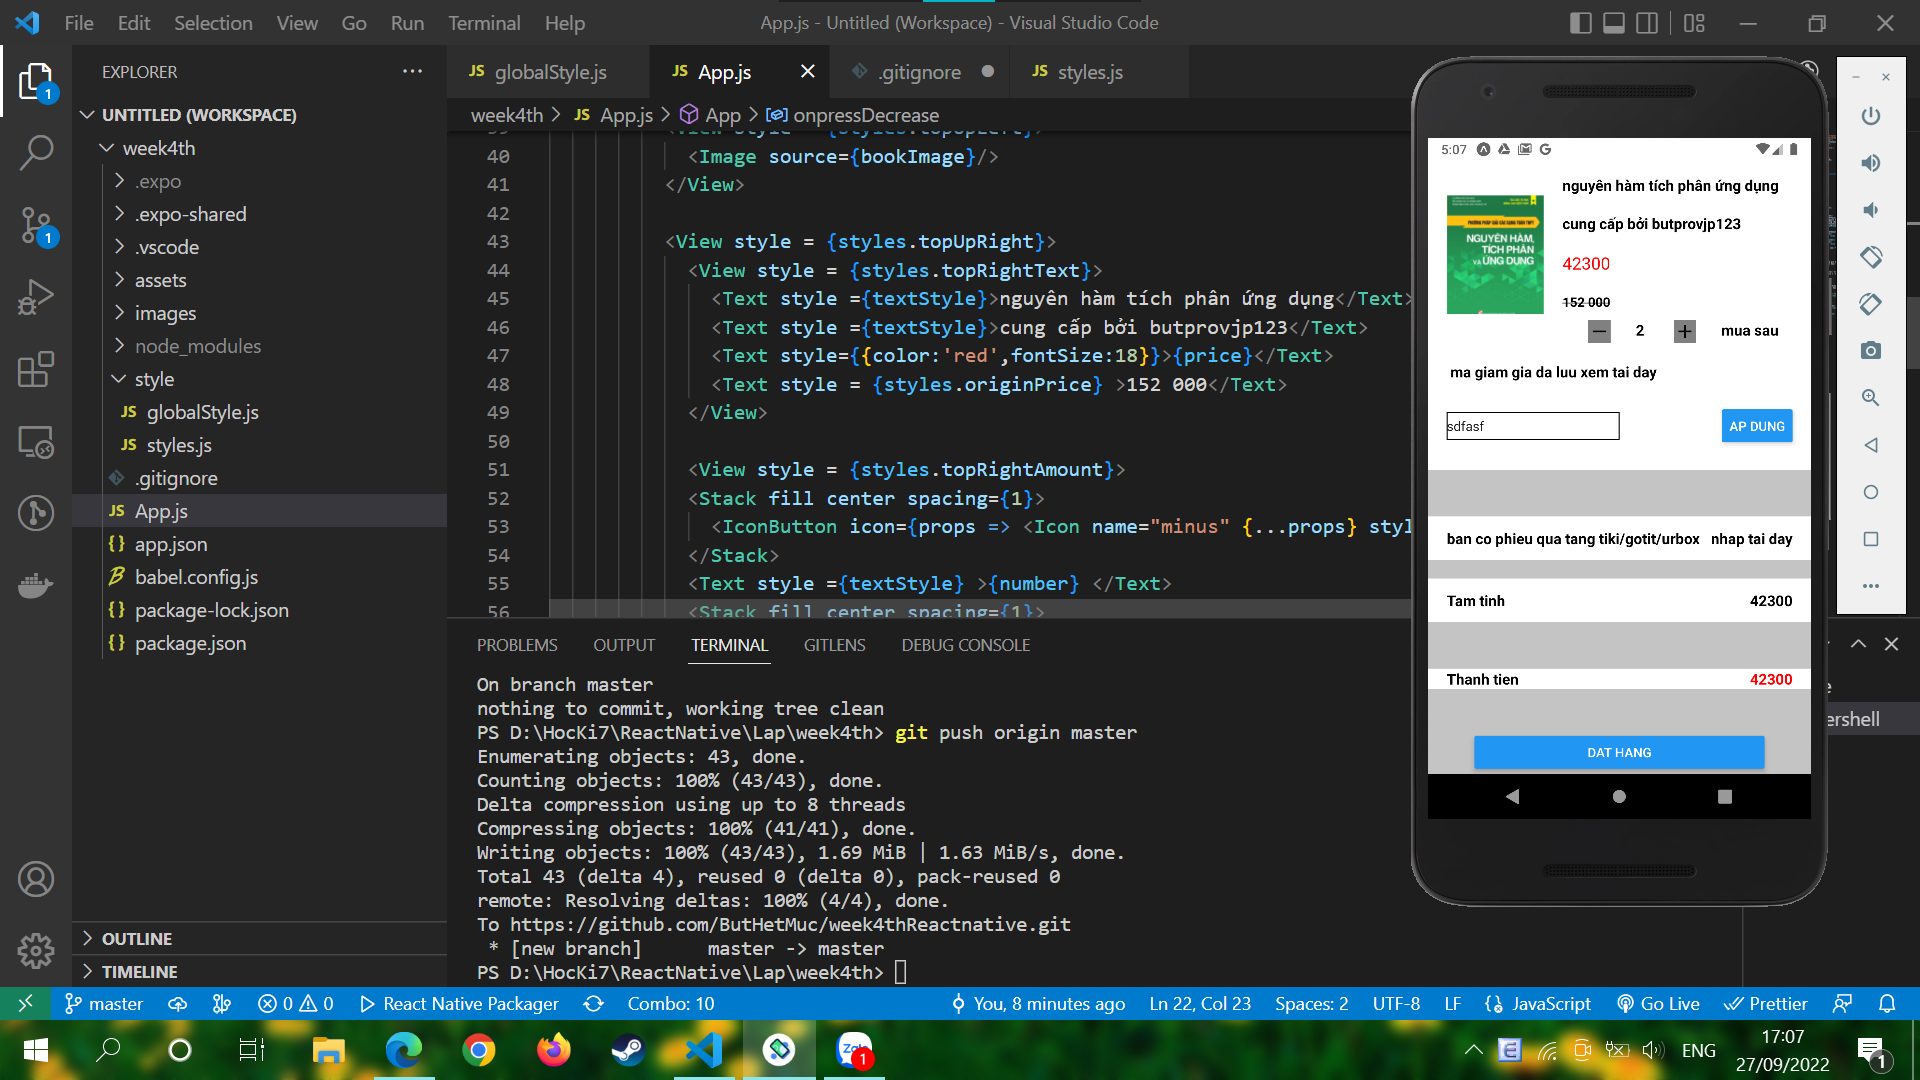 File Edit Selection View Go Run Terminal Help
App.js - Untitled (Workspace) - Visual Studio Code
EXPLORER
UNTITLED (WORKSPACE)
week4th
.expo
.expo-shared
.vscode
assets
images
node_modules
style
JS globalStyle.js
JS styles.js
.gitignore
JS App.js
{} app.json
babel.config.js
{} package-lock.json
{} package.json
OUTLINE
TIMELINE
1
1
JS globalStyle.js
JS App.js
.gitignore
JS styles.js
week4th > JS App.js > App > onpressDecrease
40 <Image source={bookImage}/>
41 </View>
42
43 <View style = {styles.topUpRight}>
44 <View style = {styles.topRightText}>
45 <Text style ={textStyle}>nguyên hàm tích phân ứng dụng</Text>
46 <Text style ={textStyle}>cung cấp bởi butprovjp123</Text>
47 <Text style={{color:'red',fontSize:18}}>{price}</Text>
48 <Text style = {styles.originPrice} >152 000</Text>
49 </View>
50
51 <View style = {styles.topRightAmount}>
52 <Stack fill center spacing={1}>
53 <IconButton icon={props => <Icon name="minus" {...props} styl
54 </Stack>
55 <Text style ={textStyle} >{number} </Text>
56 <Stack fill center spacing={1}>
PROBLEMS OUTPUT TERMINAL GITLENS DEBUG CONSOLE
On branch master
nothing to commit, working tree clean
PS D:\HocKi7\ReactNative\Lap\week4th> git push origin master
Enumerating objects: 43, done.
Counting objects: 100% (43/43), done.
Delta compression using up to 8 threads
Compressing objects: 100% (41/41), done.
Writing objects: 100% (43/43), 1.69 MiB | 1.63 MiB/s, done.
Total 43 (delta 4), reused 0 (delta 0), pack-reused 0
remote: Resolving deltas: 100% (4/4), done.
To https://github.com/ButHetMuc/week4thReactnative.git
* [new branch] master -> master
PS D:\HocKi7\ReactNative\Lap\week4th>
ershell
5:07
nguyên hàm tích phân ứng dụng
cung cấp bởi butprovjp123
42300
152 000
NGUYÊN HÀM,
TÍCH PHÂN
VÀ ỨNG DỤNG
2
mua sau
ma giam gia da luu xem tai day
sdfasf
AP DUNG
ban co phieu qua tang tiki/gotit/urbox nhap tai day
Tam tinh 42300
Thanh tien 42300
DAT HANG
master
0 0
React Native Packager
Combo: 10
You, 8 minutes ago
Ln 22, Col 23
Spaces: 2
UTF-8
LF
{} JavaScript
Go Live
Prettier
Zalo
1
ENG
17:07
27/09/2022
1